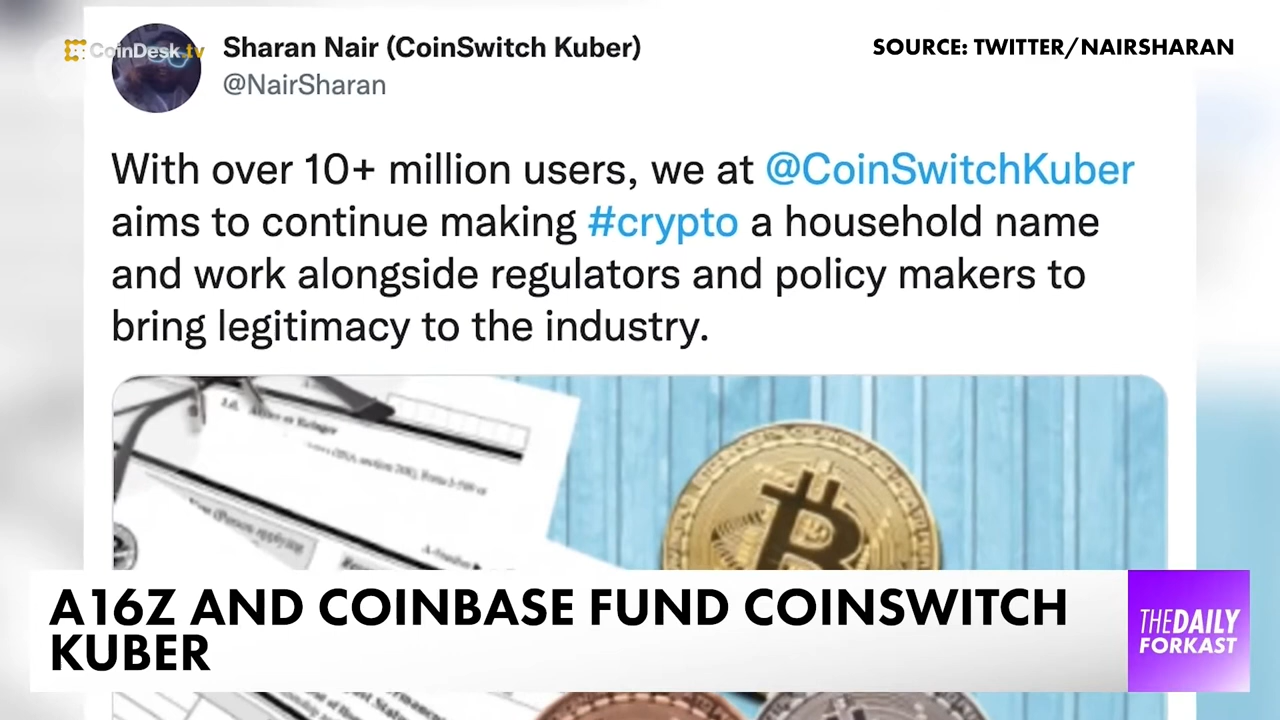 CoinDesk.tv
Sharan Nair (CoinSwitch Kuber)
@NairSharan
SOURCE: TWITTER/NAIRSHARAN
With over 10+ million users, we at @CoinSwitchKuber
aims to continue making #crypto a household name
and work alongside regulators and policy makers to
bring legitimacy to the industry.
A16Z AND COINBASE FUND COINSWITCH
KUBER
THEDAILY
FORKAST